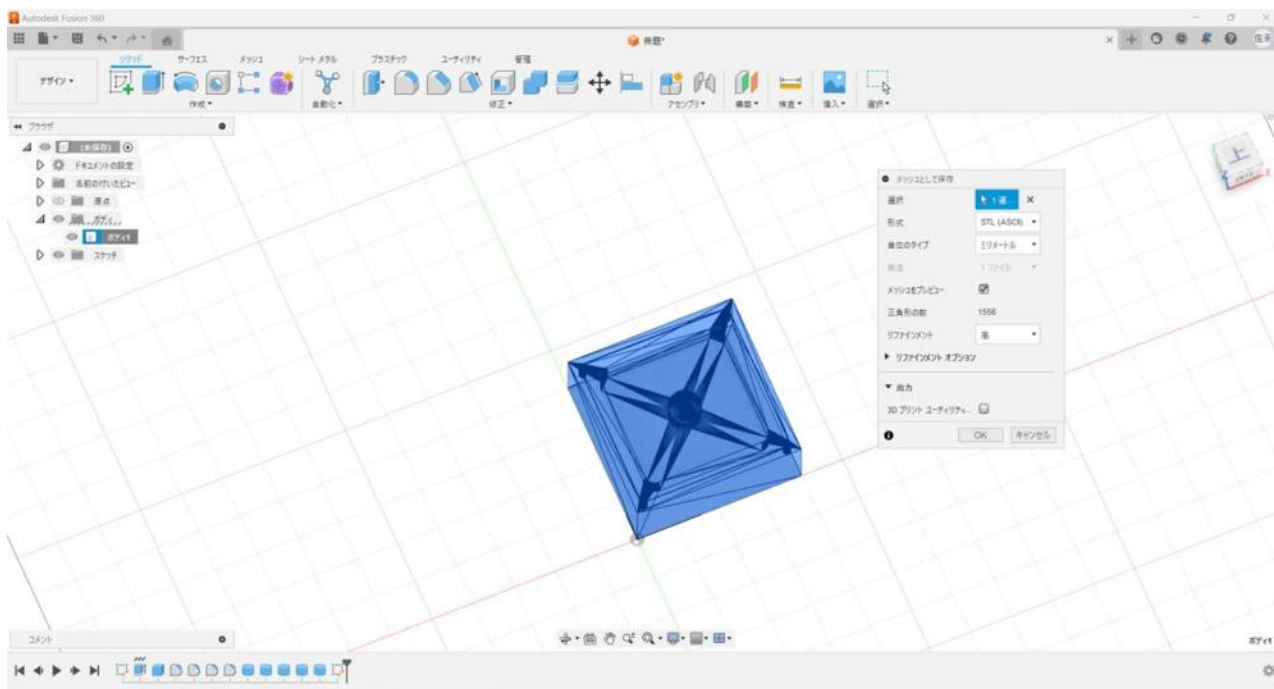 Autodesk Fusion 360
無題*
ソリッド サーフェス メッシュ シート メタル プラスチック ユーティリティ 管理
デザイン
作成 自動化 修正 アセンブリ 構築 検査 挿入 選択
ブラウザ
(未保存)
ドキュメントの設定
名前の付いたビュー
原点
ボディ
ボディ1
スケッチ
上
Z
X
メッシュとして保存
選択 1 選...
形式 STL (ASCII)
単位のタイプ ミリメートル
構造 1 ファイル
メッシュをプレビュー
三角形の数 1556
リファインメント 高
リファインメント オプション
出力
3D プリント ユーティリティ...
OK キャンセル
コメント
ボディ1